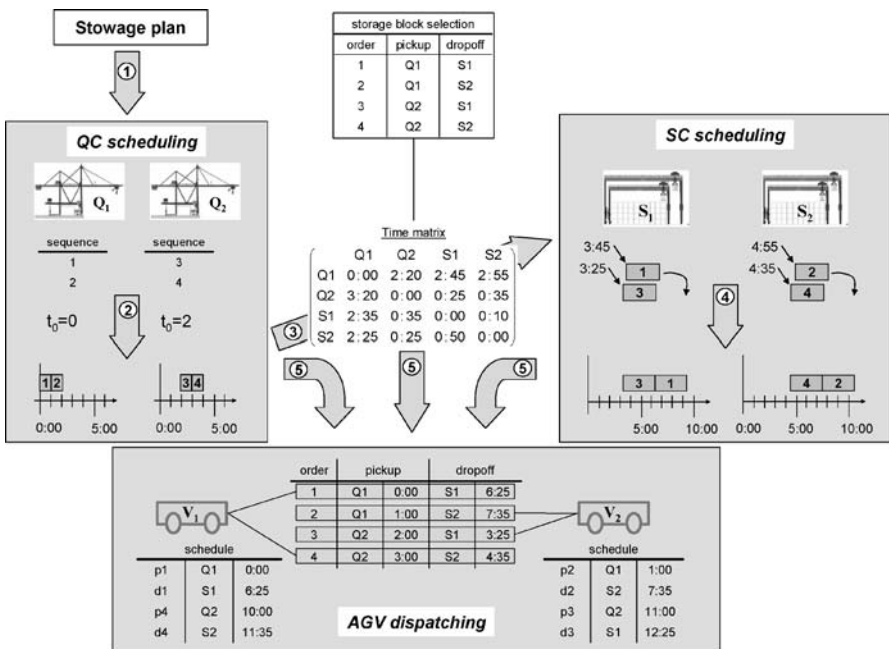 Stowage plan
①
storage block selection
order pickup dropoff
1 Q1 S1
2 Q1 S2
3 Q2 S1
4 Q2 S2
QC scheduling
Q1 Q2
sequence sequence
1 3
2 4
t0=0 ② t0=2
1 2 3 4
0:00 5:00 0:00 5:00
Time matrix
Q1 Q2 S1 S2
Q1 0:00 2:20 2:45 2:55
Q2 3:20 0:00 0:25 0:35
S1 2:35 0:35 0:00 0:10
S2 2:25 0:25 0:50 0:00
③
⑤ ⑤ ⑤
SC scheduling
S1 S2
3:45 1 4:55 2
3:25 3 4:35 4
④
3 1 4 2
5:00 10:00 0:00 5:00 10:00
order pickup dropoff
1 Q1 0:00 S1 6:25
2 Q1 1:00 S2 7:35
3 Q2 2:00 S1 3:25
4 Q2 3:00 S2 4:35
V1
schedule
p1 Q1 0:00
d1 S1 6:25
p4 Q2 10:00
d4 S2 11:35
V2
schedule
p2 Q1 1:00
d2 S2 7:35
p3 Q2 11:00
d3 S1 12:25
AGV dispatching